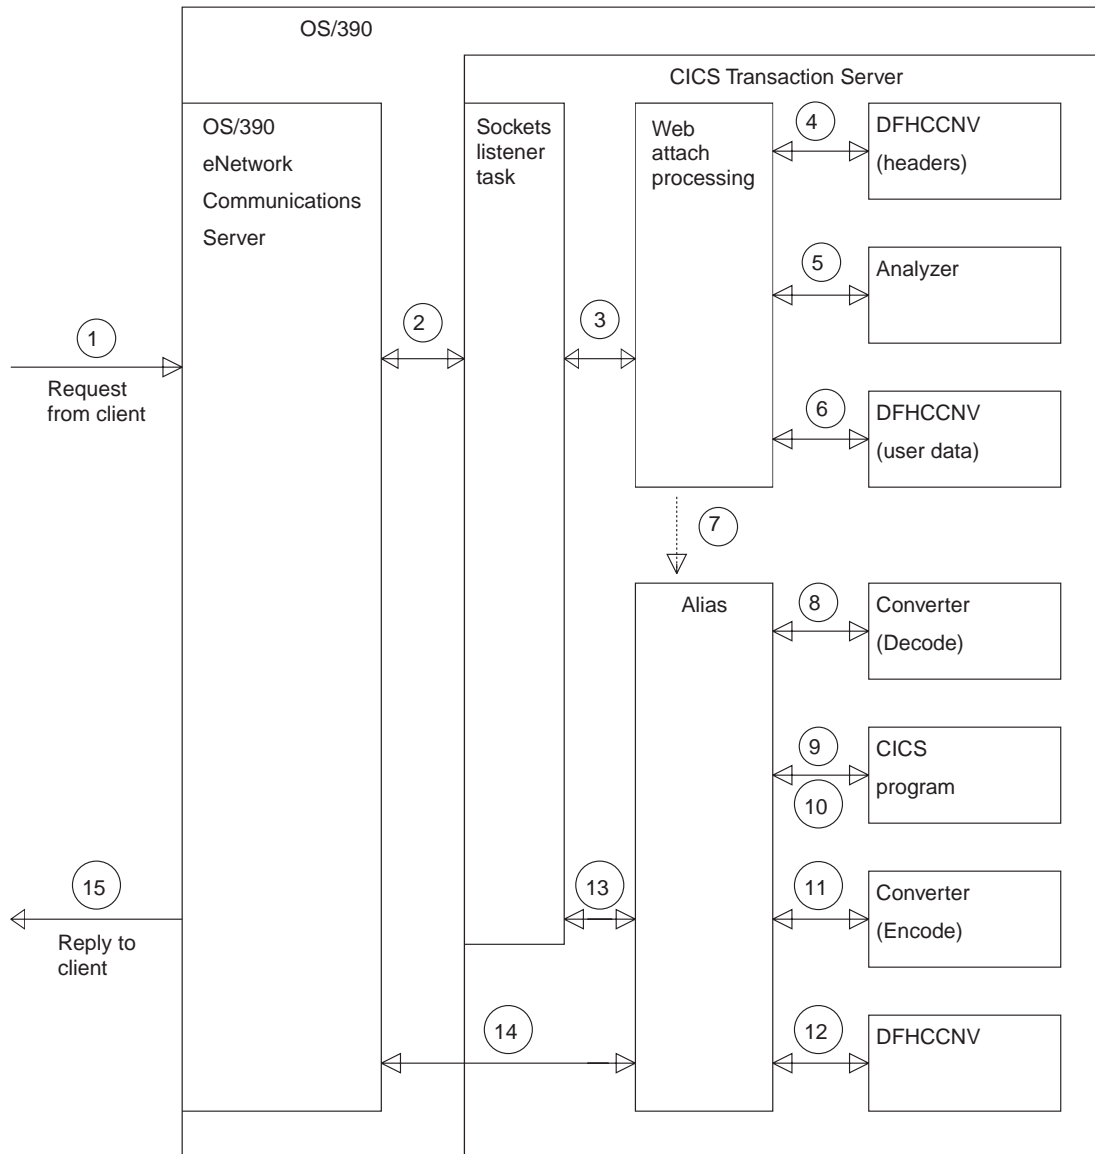 OS/390
CICS Transaction Server
OS/390
eNetwork
Communications
Server
Sockets
listener
task
Web
attach
processing
4
DFHCCNV
(headers)
5
Analyzer
1
Request
from client
2
3
6
DFHCCNV
(user data)
7
Alias
8
Converter
(Decode)
9
CICS
program
10
15
Reply to
client
13
11
Converter
(Encode)
14
12
DFHCCNV